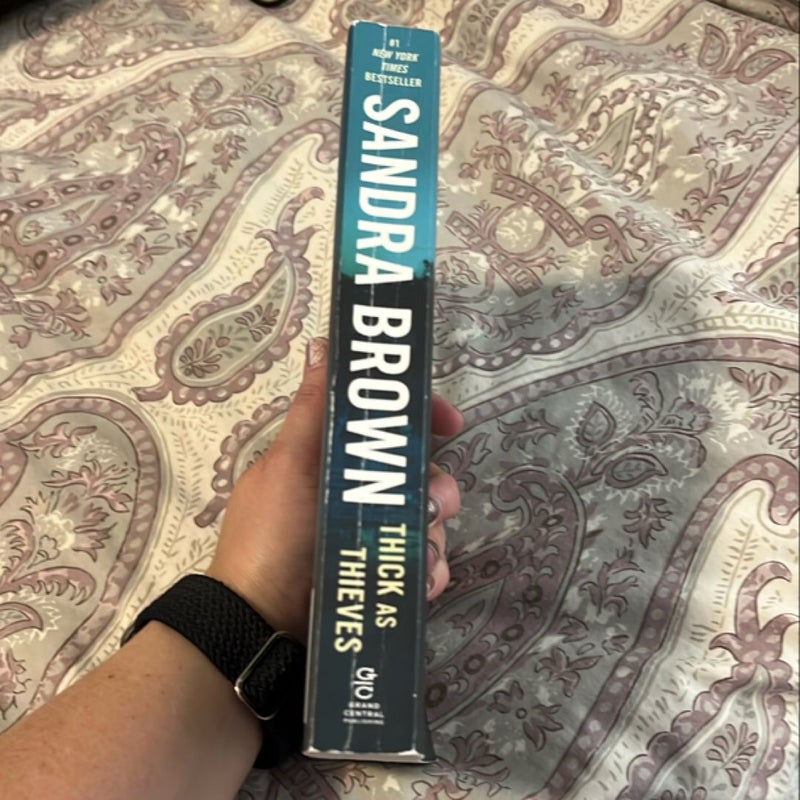 #1
NEW YORK
TIMES
BESTSELLER
SANDRA BROWN
THICK AS
THIEVES
GRAND
CENTRAL
PUBLISHING